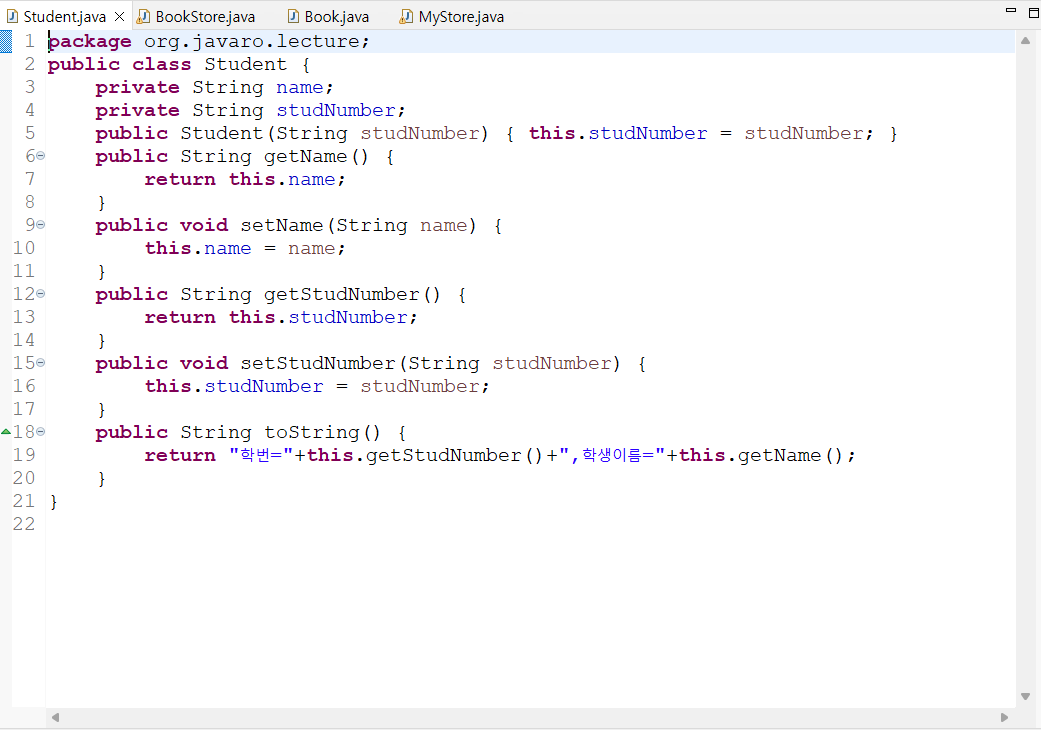 Student.java BookStore.java Book.java MyStore.java
1 package org.javaro.lecture;
2 public class Student {
3     private String name;
4     private String studNumber;
5     public Student(String studNumber) { this.studNumber = studNumber; }
6     public String getName() {
7         return this.name;
8     }
9     public void setName(String name) {
10         this.name = name;
11     }
12     public String getStudNumber() {
13         return this.studNumber;
14     }
15     public void setStudNumber(String studNumber) {
16         this.studNumber = studNumber;
17     }
18     public String toString() {
19         return "학번="+this.getStudNumber()+",학생이름="+this.getName();
20     }
21 }
22